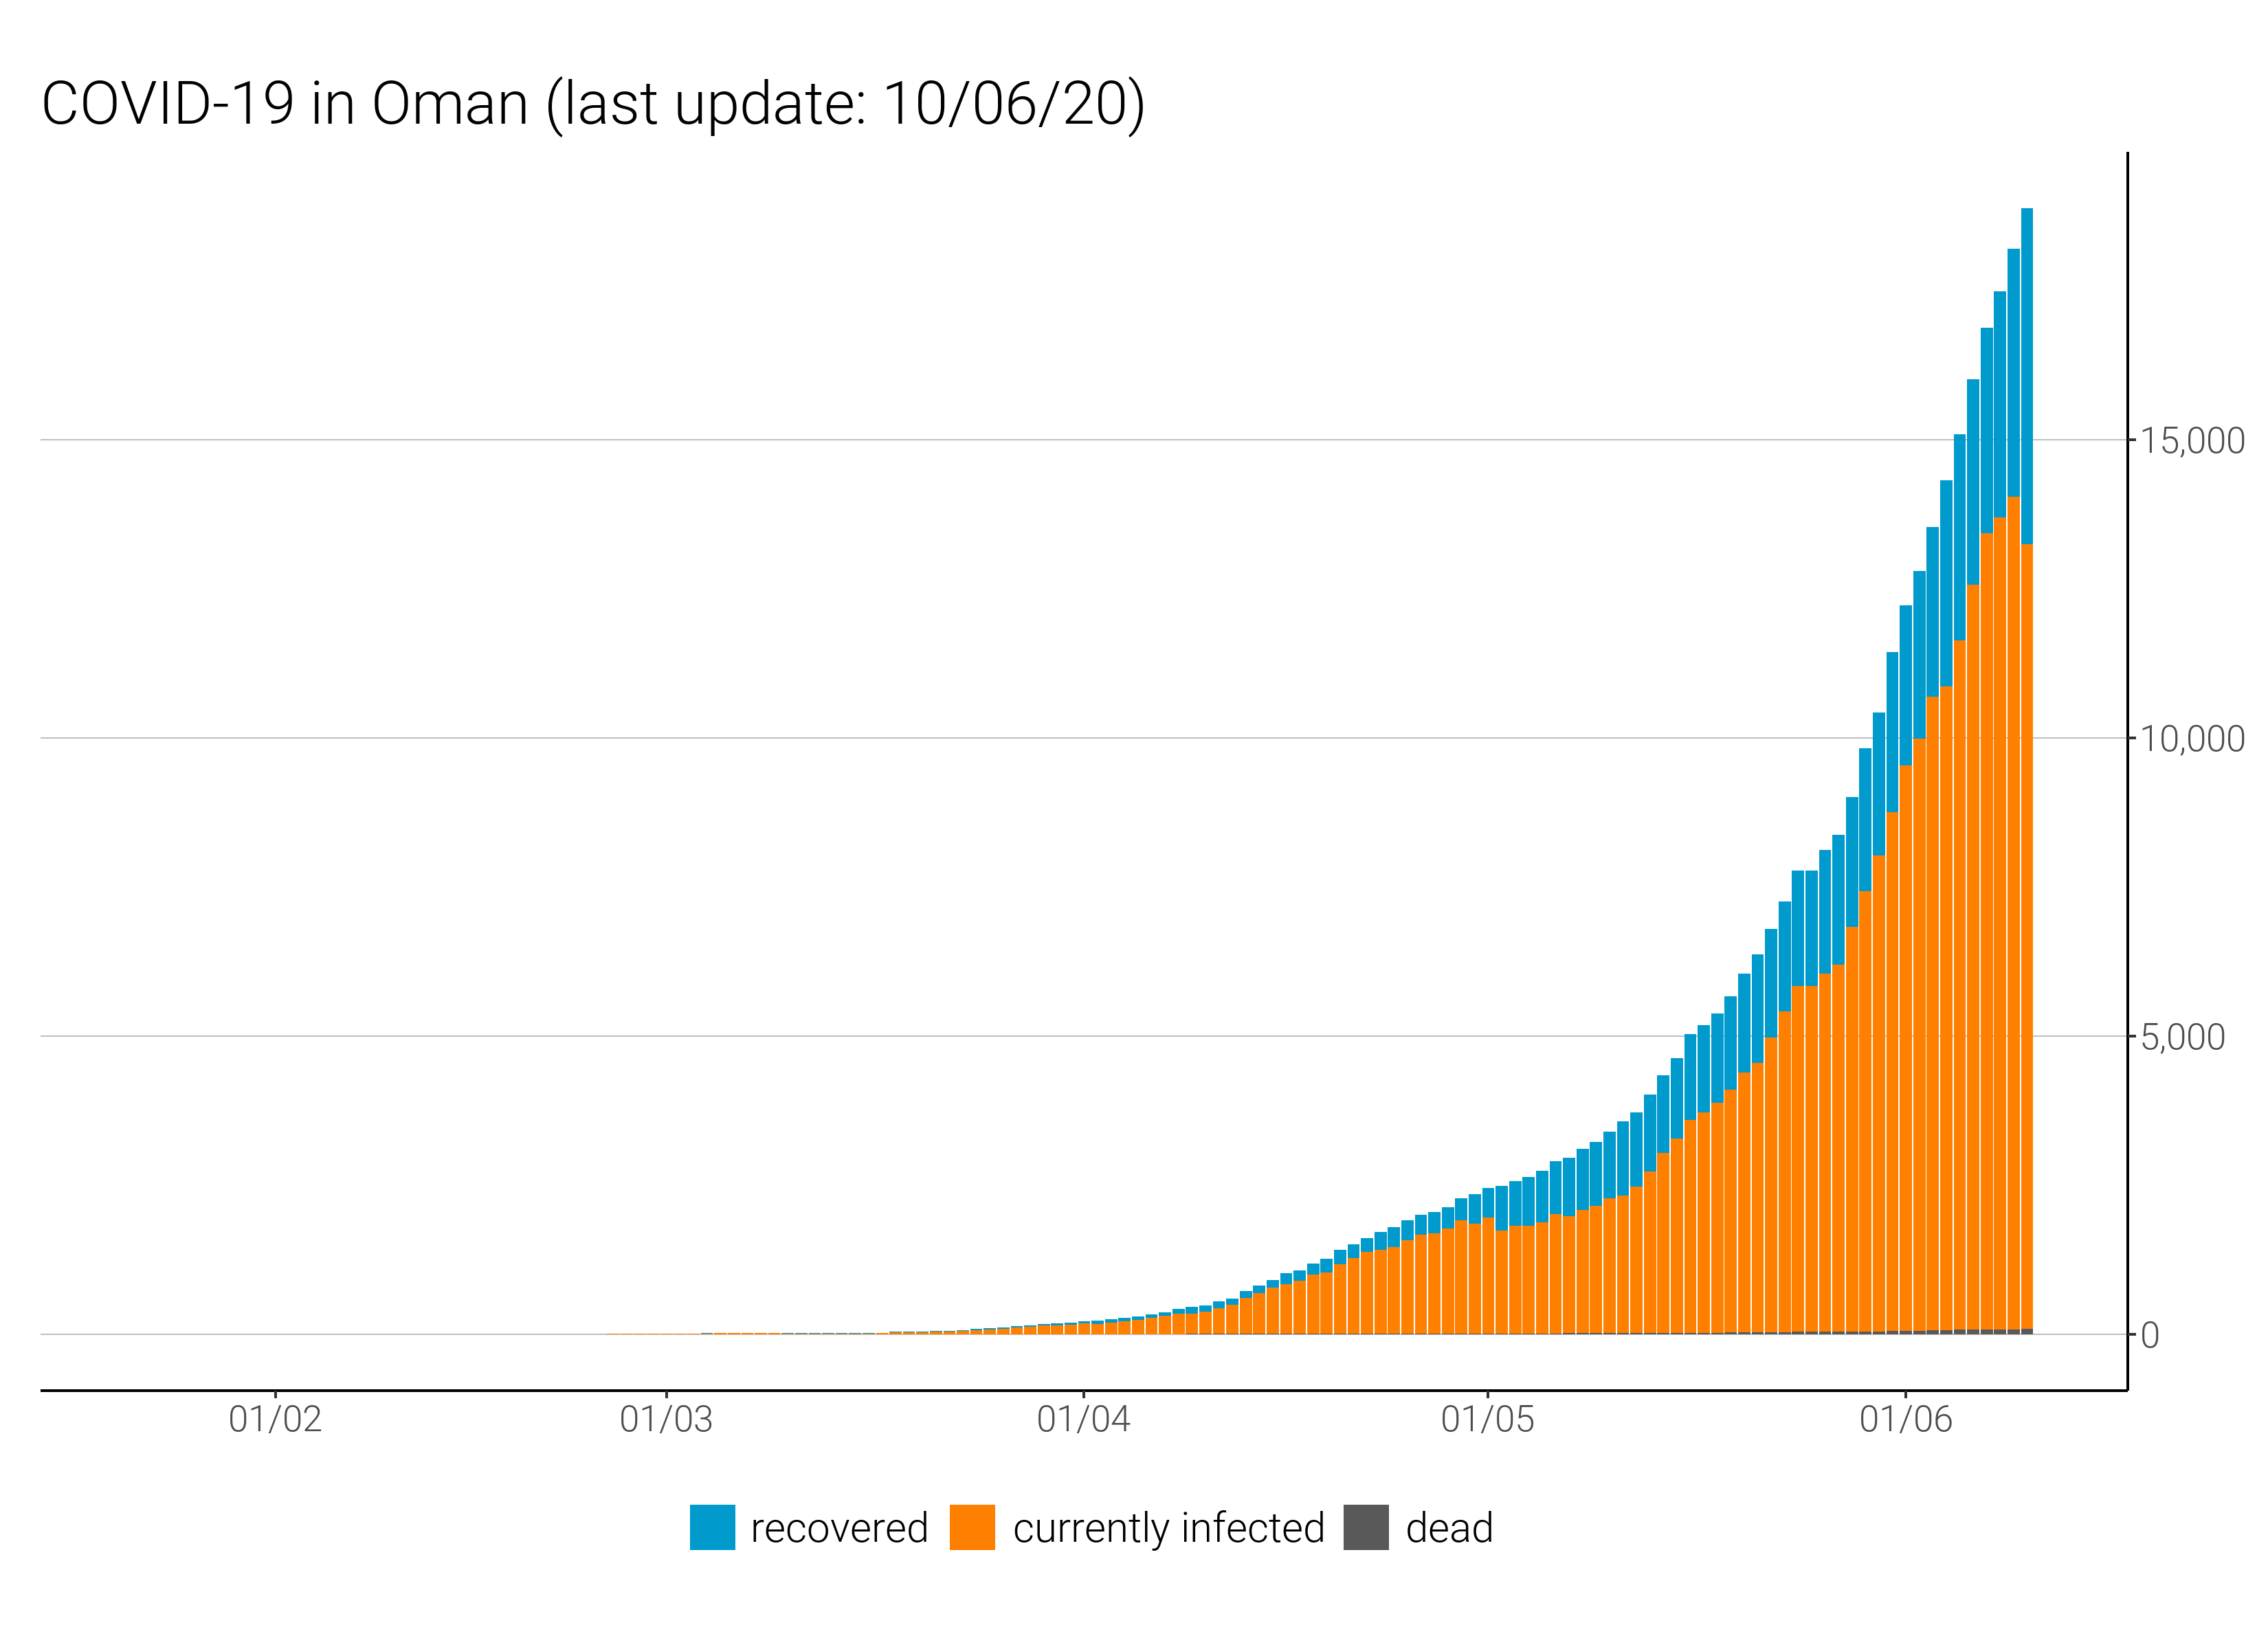 COVID-19 in Oman (last update: 10/06/20)
15,000
10,000
5,000
0
01/02 01/03 01/04 01/05 01/06
recovered currently infected dead